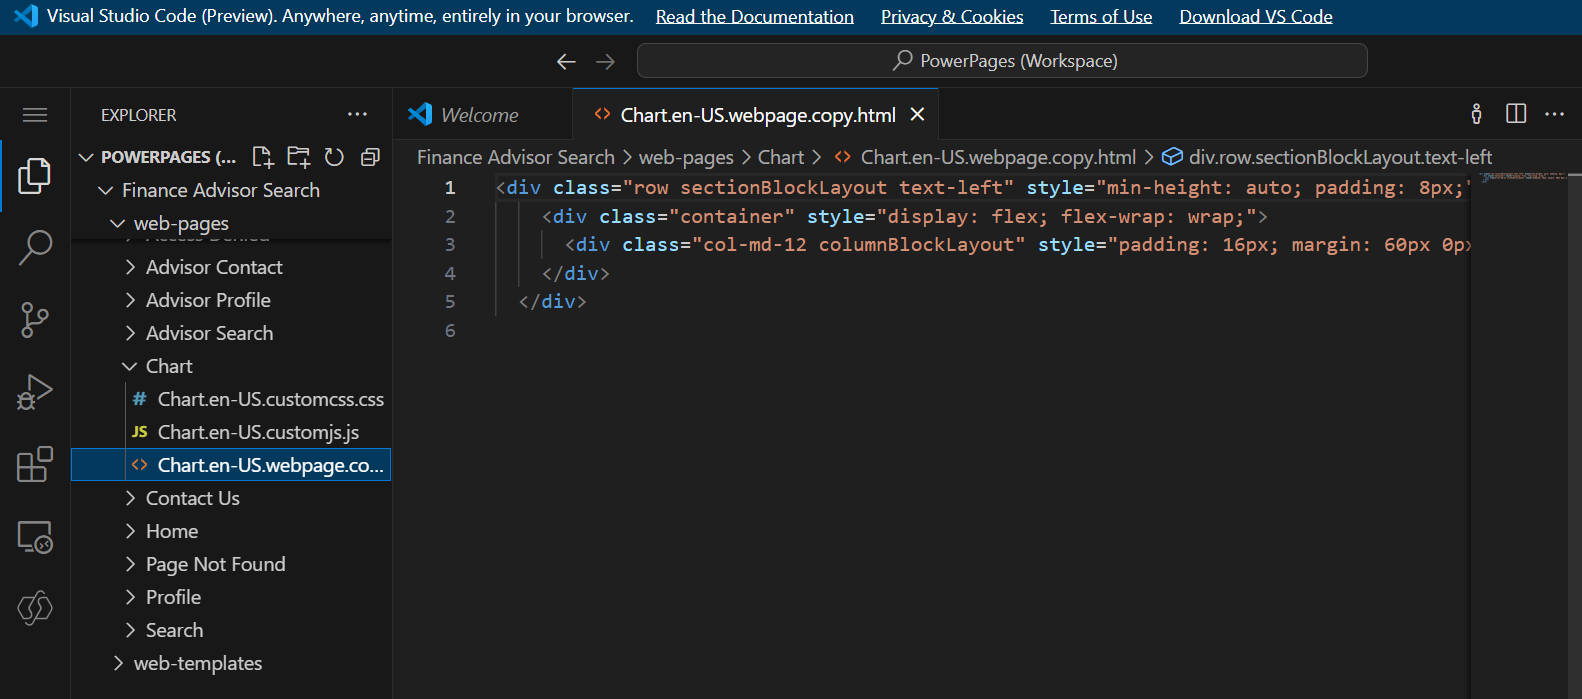 Visual Studio Code (Preview). Anywhere, anytime, entirely in your browser. Read the Documentation Privacy & Cookies Terms of Use Download VS Code
PowerPages (Workspace)
EXPLORER
POWERPAGES (...
Finance Advisor Search
web-pages
Access Denied
Advisor Contact
Advisor Profile
Advisor Search
Chart
# Chart.en-US.customcss.css
JS Chart.en-US.customjs.js
<> Chart.en-US.webpage.co...
Contact Us
Home
Page Not Found
Profile
Search
web-templates
Welcome
<> Chart.en-US.webpage.copy.html
Finance Advisor Search > web-pages > Chart > <> Chart.en-US.webpage.copy.html > div.row.sectionBlockLayout.text-left
1 <div class="row sectionBlockLayout text-left" style="min-height: auto; padding: 8px;"
2 <div class="container" style="display: flex; flex-wrap: wrap;">
3 <div class="col-md-12 columnBlockLayout" style="padding: 16px; margin: 60px 0px
4 </div>
5 </div>
6